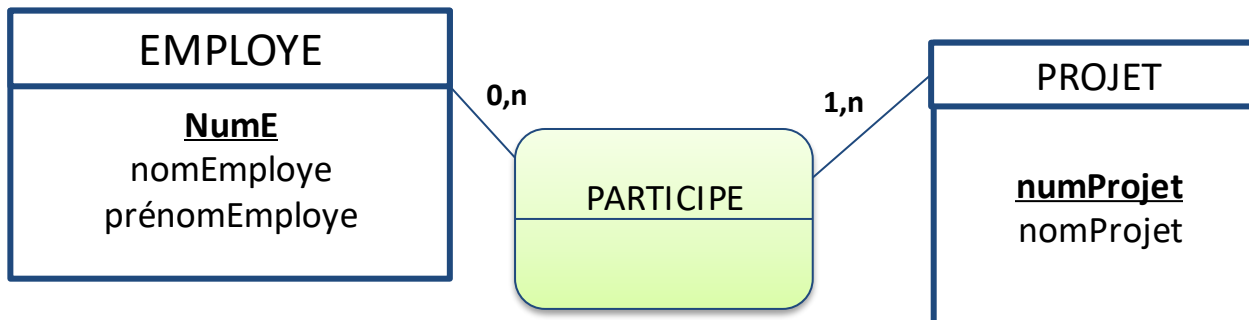 EMPLOYE
NumE
nomEmploye
prénomEmploye
0,n
PARTICIPE
1,n
PROJET
numProjet
nomProjet